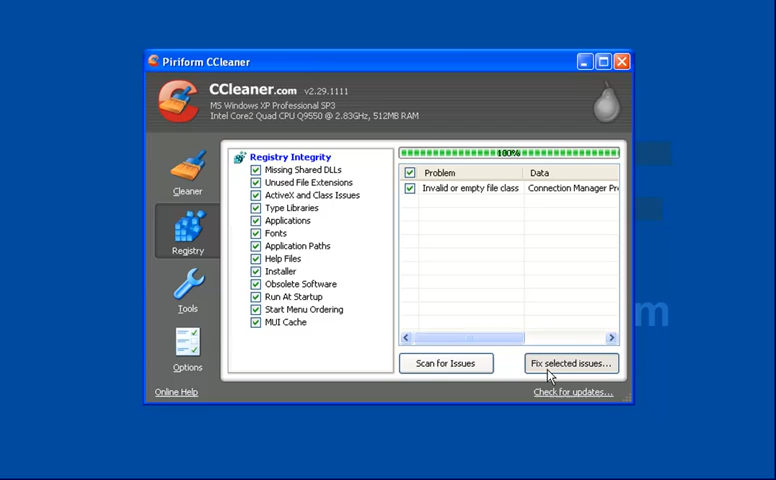 Piriform CCleaner
CCleaner.com v2.29.1111
MS Windows XP Professional SP3
Intel Core2 Quad CPU Q9550 @ 2.83GHz, 512MB RAM
Cleaner
Registry
Tools
Options
Registry Integrity
Missing Shared DLLs
Unused File Extensions
ActiveX and Class Issues
Type Libraries
Applications
Fonts
Application Paths
Help Files
Installer
Obsolete Software
Run At Startup
Start Menu Ordering
MUI Cache
100%
Problem Data
Invalid or empty file class Connection Manager Pr
Scan for Issues
Fix selected issues...
Online Help
Check for updates...
m